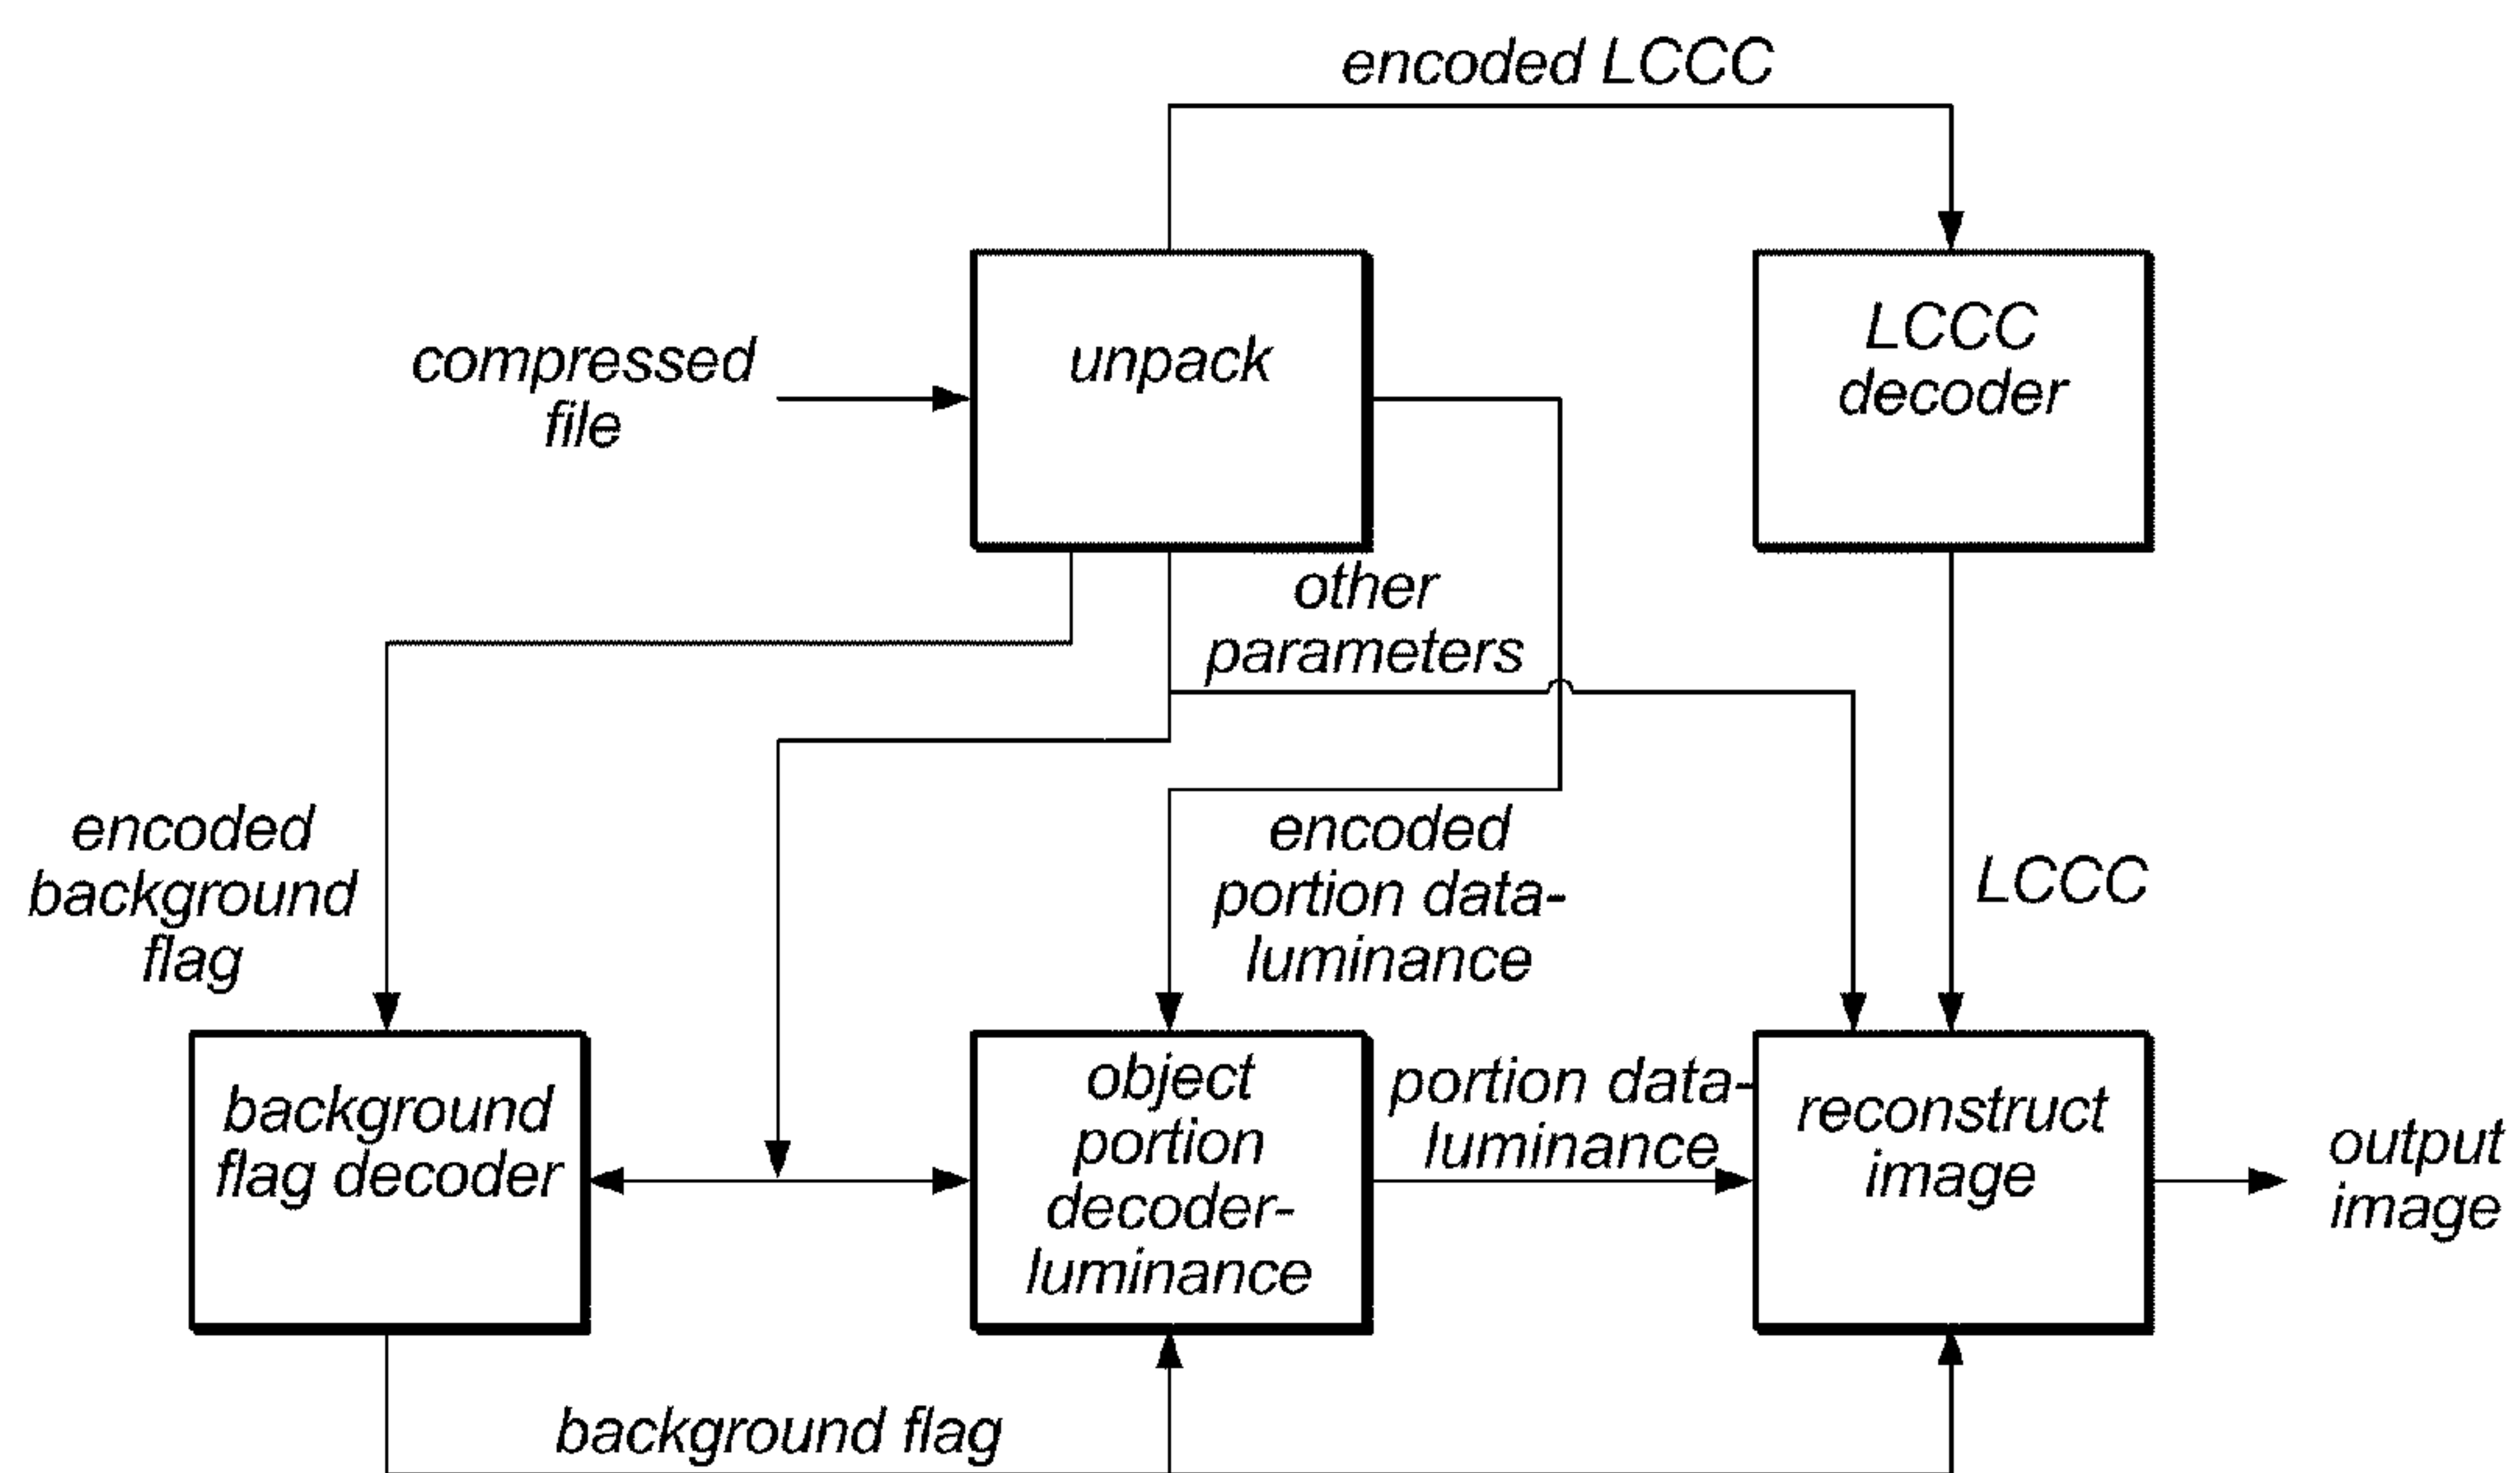 encoded LCCC
compressed
file
unpack
LCCC
decoder
other
parameters
encoded
background
flag
encoded
portion data-
luminance
LCCC
background
flag decoder
object
portion
decoder-
luminance
portion data-
luminance
reconstruct
image
output
image
background flag